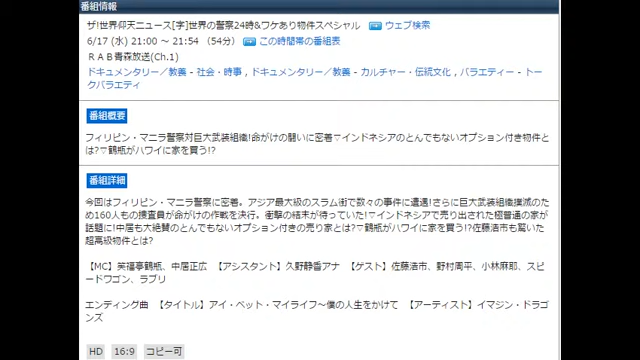 番組情報
ザ!世界仰天ニュース[字]世界の警察24時&ワケあり物件スペシャル ウェブ検索
6/17 (水) 21:00 ～ 21:54 （54分） この時間帯の番組表
ＲＡＢ青森放送(Ch.1)
ドキュメンタリー／教養 - 社会・時事 , ドキュメンタリー／教養 - カルチャー・伝統文化 , バラエティー - トー
クバラエティ
番組概要
フィリピン・マニラ警察対巨大武装組織!命がけの闘いに密着▽インドネシアのとんでもないオプション付き物件と
は?▽鶴瓶がハワイに家を買う!?
番組詳細
今回はフィリピン・マニラ警察に密着。アジア最大級のスラム街で数々の事件に遭遇!さらに巨大武装組織撲滅のた
め160人もの捜査員が命がけの作戦を決行。衝撃の結末が待っていた!▽インドネシアで売り出された極普通の家が
話題に!中居も大絶賛のとんでもないオプション付きの売り家とは?▽鶴瓶がハワイに家を買う!?佐藤浩市も驚いた
超高級物件とは?
【MC】笑福亭鶴瓶、中居正広 【アシスタント】久野静香アナ 【ゲスト】佐藤浩市、野村周平、小林麻耶、スピ
ードワゴン、ラブリ
エンディング曲 【タイトル】アイ・ベット・マイライフ～僕の人生をかけて 【アーティスト】イマジン・ドラゴ
ンズ
HD 16:9 コピー可